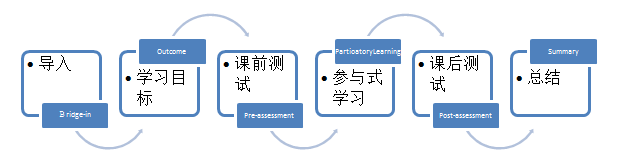 • 导入
Bridge-in
Outcome
• 学习目
标
• 课前测
试
Pre-assessment
PartioatoryLearning
• 参与式
学习
• 课后测
试
Post-assessment
Summary
• 总结